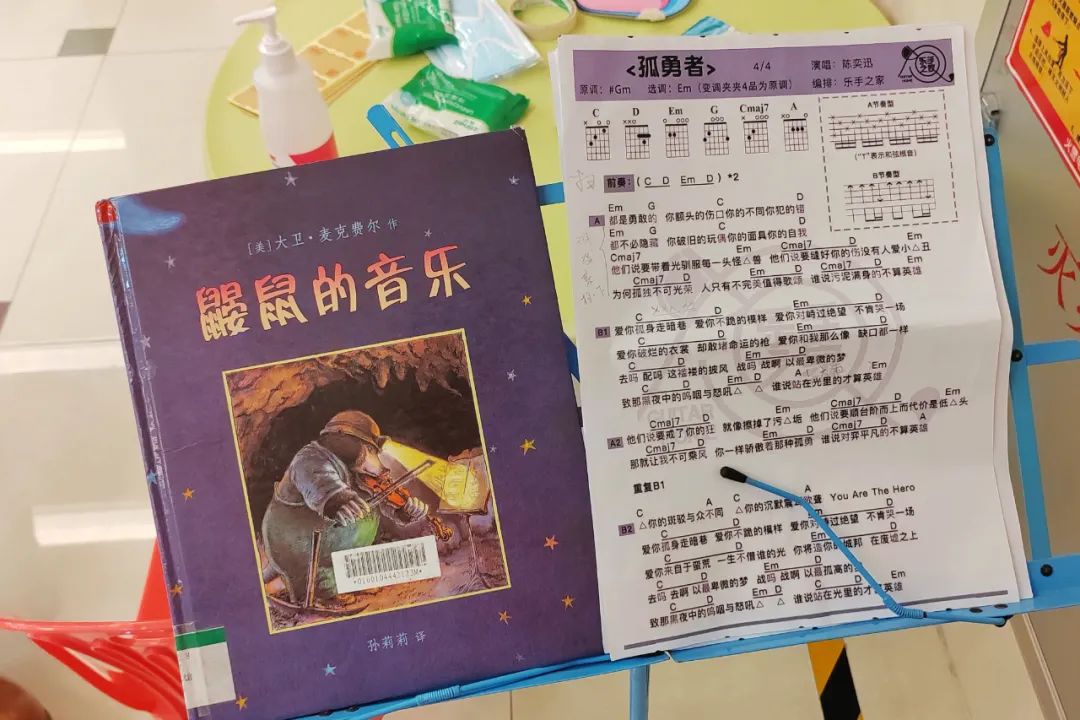 [美]大卫·麦克费尔 作
鼹鼠的音乐
孙莉莉 译
<孤勇者>
4/4
演唱：陈奕迅
原调：#Gm 选调：Em（变调夹夹4品为原调）
编排：乐手之家
C D Em G Cmaj7 A
A节奏型
("T"表示和弦根音)
B节奏型
前奏：( C D Em D ) *2
Em G C D
A 都是勇敢的 你额头的伤口你的不同你犯的错
Em G C D
都不必隐藏 你破旧的玩偶你的面具你的自我
Cmaj7 D Em Cmaj7 D Em
他们说要带着光驯服每一头怪△兽 他们说要缝好你的伤没有人爱小△丑
Cmaj7 D Em D Cmaj7 D Em
为何孤独不可光荣 人只有不完美值得歌颂 谁说污泥满身的不算英雄
C D Em D
B1 爱你孤身走暗巷 爱你不跪的模样 爱你对峙过绝望 不肯哭一场
C D Em D
爱你破烂的衣裳 却敢堵命运的枪 爱你和我那么像 缺口都一样
C D Em D
去吗 配吗 这褴褛的披风 战吗 战啊 以最卑微的梦
C D Em D A Em
致那黑夜中的呜咽与怒吼△ △ 谁说站在光里的才算英雄
Cmaj7 D Em Cmaj7 D Em
A2 他们说要戒了你的狂 就像擦掉了污△垢 他们说要顺台阶而上而代价是低△头
Cmaj7 D Em D Cmaj7 D A
那就让我不可乘风 你一样骄傲着那种孤勇 谁说对弈平凡的不算英雄
重复B1
C A C A
△你的斑驳与众不同 △你的沉默震 欲聋 You Are The Hero
C D Em D
B2 爱你孤身走暗巷 爱你不跪的模样 爱你对峙过绝望 不肯哭一场
C D Em D
爱你来自于蛮荒 一生不借谁的光 你将造你的城邦 在废墟之上
C D Em D
去吗 去啊 以最卑微的梦 战吗 战啊 以最孤高的
C D Em D C D Em
致那黑夜中的呜咽与怒吼△ △ 谁说站在光里的才算英雄